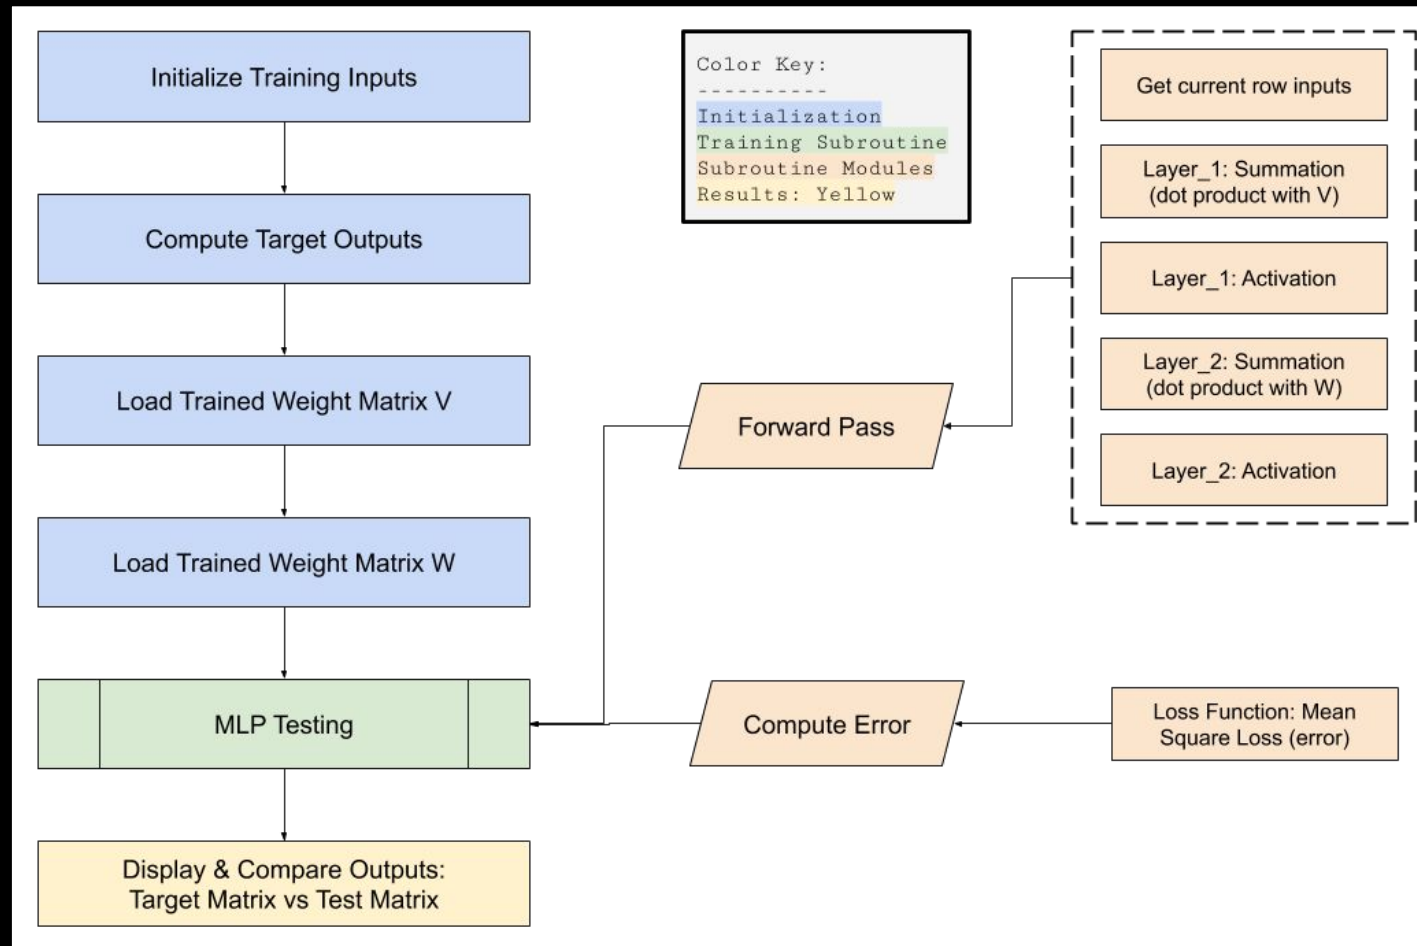 Initialize Training Inputs
Compute Target Outputs
Load Trained Weight Matrix V
Load Trained Weight Matrix W
MLP Testing
Display & Compare Outputs:
Target Matrix vs Test Matrix
Color Key:
----------
Initialization
Training Subroutine
Subroutine Modules
Results: Yellow
Forward Pass
Compute Error
Get current row inputs
Layer_1: Summation
(dot product with V)
Layer_1: Activation
Layer_2: Summation
(dot product with W)
Layer_2: Activation
Loss Function: Mean
Square Loss (error)